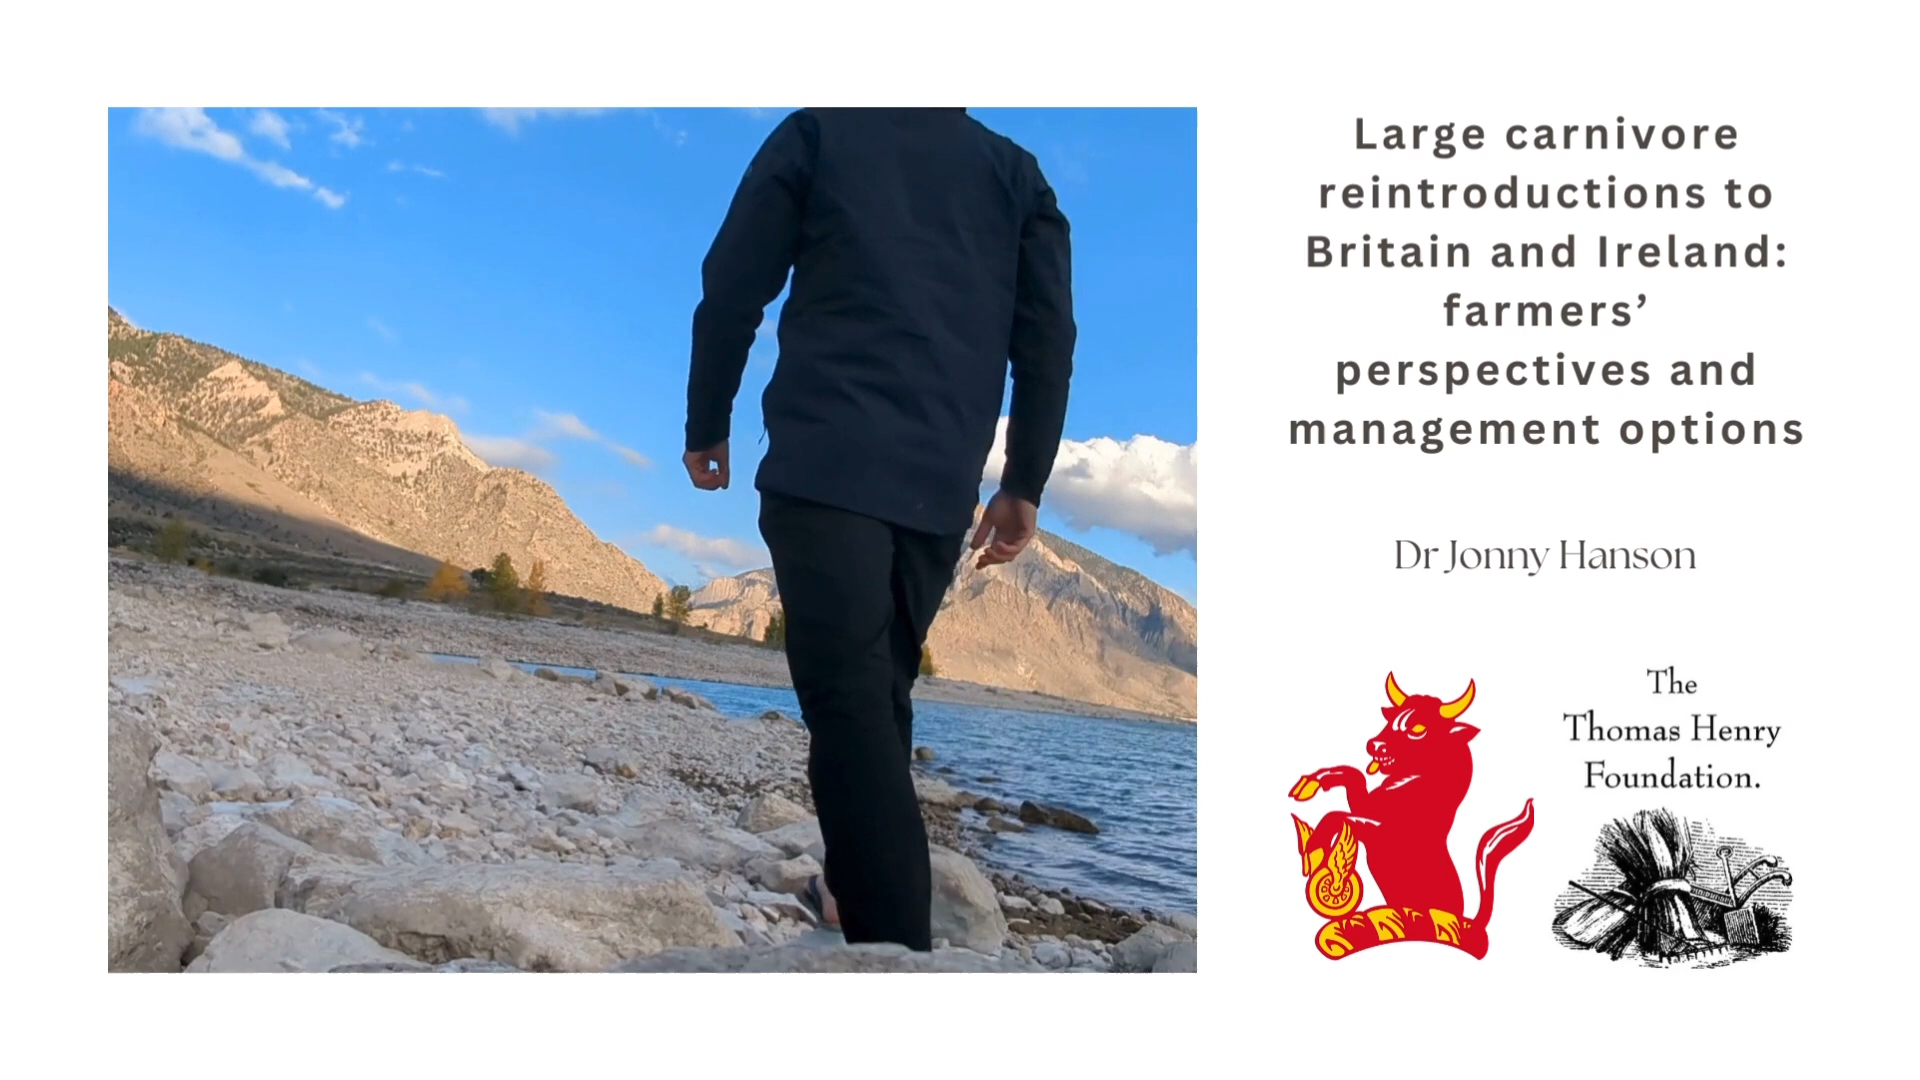 Large carnivore
reintroductions to
Britain and Ireland:
farmers’
perspectives and
management options
Dr Jonny Hanson
The
Thomas Henry
Foundation.